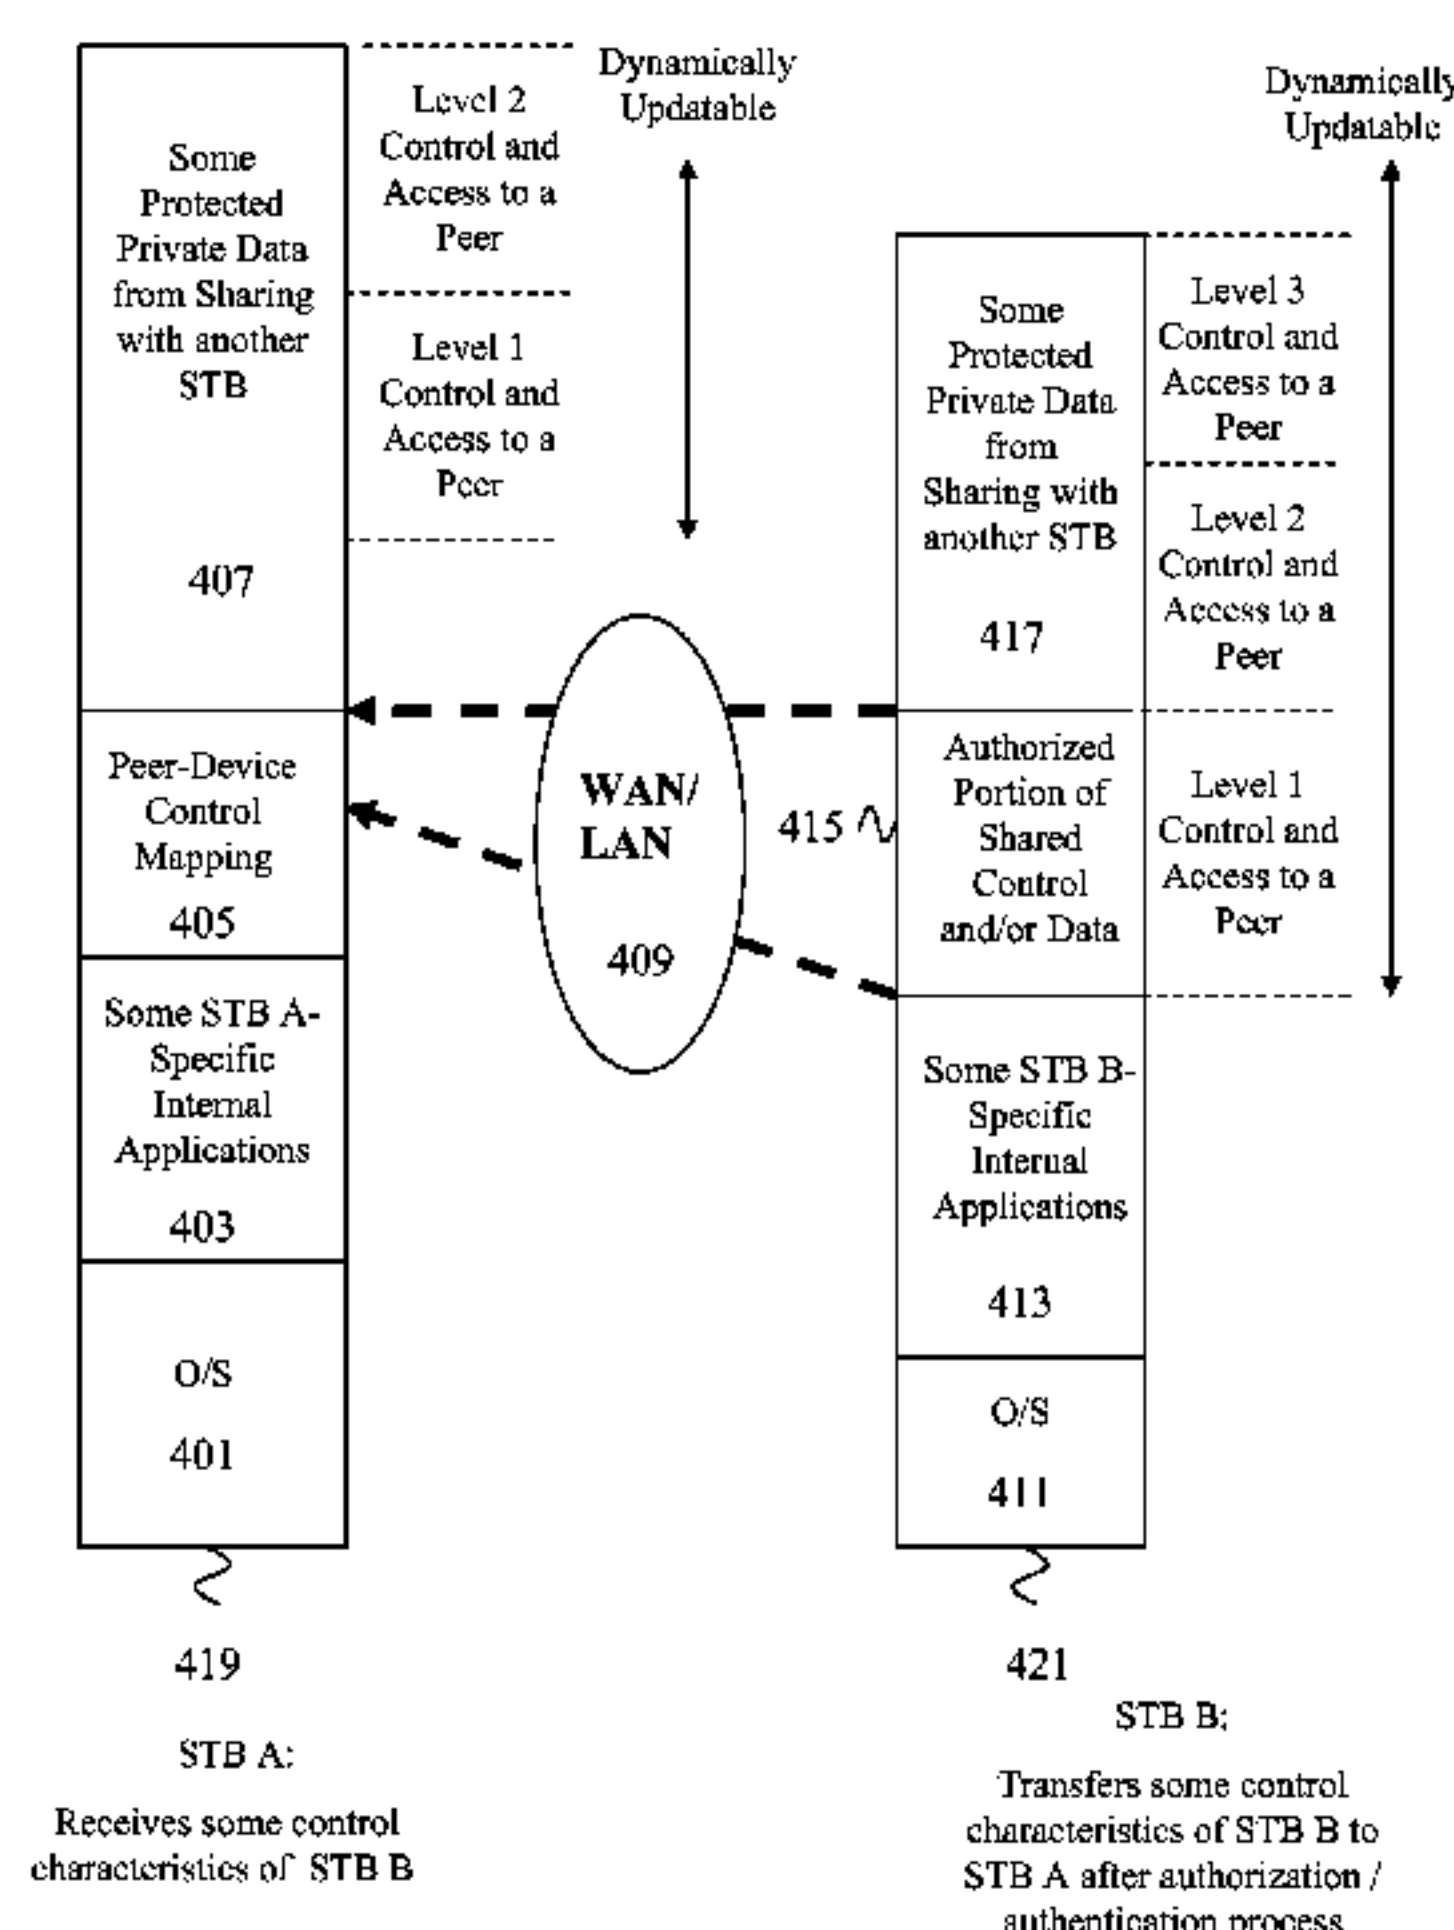 Some
Protected
Private Data
from Sharing
with another
STB
407
Level 2
Control and
Access to a
Peer
Level 1
Control and
Access to a
Peer
Dynamically
Updatable
Peer-Device
Control
Mapping
405
Some STB A-
Specific
Internal
Applications
403
O/S
401
419
STB A:
Receives some control
characteristics of STB B
WAN/
LAN
409
Dynamically
Updatable
Some
Protected
Private Data
from
Sharing with
another STB
417
Level 3
Control and
Access to a
Peer
Level 2
Control and
Access to a
Peer
415
Authorized
Portion of
Shared
Control
and/or Data
Level 1
Control and
Access to a
Peer
Some STB B-
Specific
Internal
Applications
413
O/S
411
421
STB B:
Transfers some control
characteristics of STB B to
STB A after authorization /
authentication process